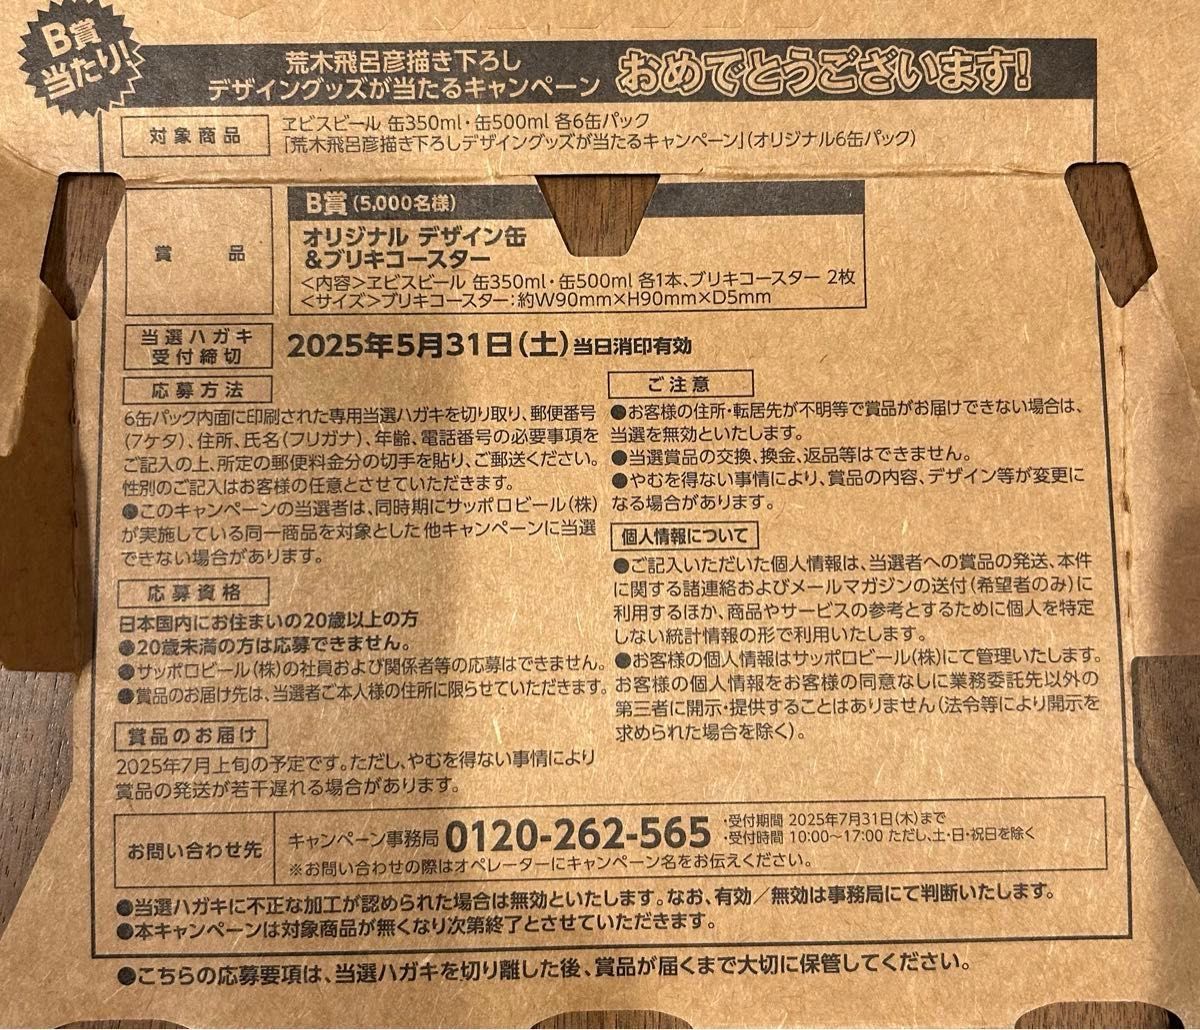 B賞
当たり!
荒木飛呂彦描き下ろし
デザイングッズが当たるキャンペーン
おめでとうございます!
対象商品
ヱビスビール 缶350ml・缶500ml 各6缶パック
「荒木飛呂彦描き下ろしデザイングッズが当たるキャンペーン」(オリジナル6缶パック)
賞品
B賞(5,000名様)
オリジナル デザイン缶
&ブリキコースター
<内容>ヱビスビール 缶350ml・缶500ml 各1本、ブリキコースター 2枚
<サイズ>ブリキコースター:約W90mm×H90mm×D5mm
当選ハガキ
受付締切
2025年5月31日(土)当日消印有効
応募方法
6缶パック内面に印刷された専用当選ハガキを切り取り、郵便番号
(7ケタ)、住所、氏名(フリガナ)、年齢、電話番号の必要事項を
ご記入の上、所定の郵便料金分の切手を貼り、ご郵送ください。
性別のご記入はお客様の任意とさせていただきます。
●このキャンペーンの当選者は、同時期にサッポロビール(株)
が実施している同一商品を対象とした他キャンペーンに当選
できない場合があります。
応募資格
日本国内にお住まいの20歳以上の方
●20歳未満の方は応募できません。
●サッポロビール(株)の社員および関係者等の応募はできません。
●賞品のお届け先は、当選者ご本人様の住所に限らせていただきます。
賞品のお届け
2025年7月上旬の予定です。ただし、やむを得ない事情により
賞品の発送が若干遅れる場合があります。
ご注意
●お客様の住所・転居先が不明等で賞品がお届けできない場合は、
当選を無効といたします。
●当選賞品の交換、換金、返品等はできません。
●やむを得ない事情により、賞品の内容、デザイン等が変更に
なる場合があります。
個人情報について
●ご記入いただいた個人情報は、当選者への賞品の発送、本件
に関する諸連絡およびメールマガジンの送付(希望者のみ)に
利用するほか、商品やサービスの参考とするために個人を特定
しない統計情報の形で利用いたします。
●お客様の個人情報はサッポロビール(株)にて管理いたします。
お客様の個人情報をお客様の同意なしに業務委託先以外の
第三者に開示・提供することはありません(法令等により開示を
求められた場合を除く)。
お問い合わせ先
キャンペーン事務局 0120-262-565
・受付期間 2025年7月31日(木)まで
・受付時間 10:00〜17:00 ただし、土・日・祝日を除く
※お問い合わせの際はオペレーターにキャンペーン名をお伝えください。
●当選ハガキに不正な加工が認められた場合は無効といたします。なお、有効/無効は事務局にて判断いたします。
●本キャンペーンは対象商品が無くなり次第終了とさせていただきます。
●こちらの応募要項は、当選ハガキを切り離した後、賞品が届くまで大切に保管してください。